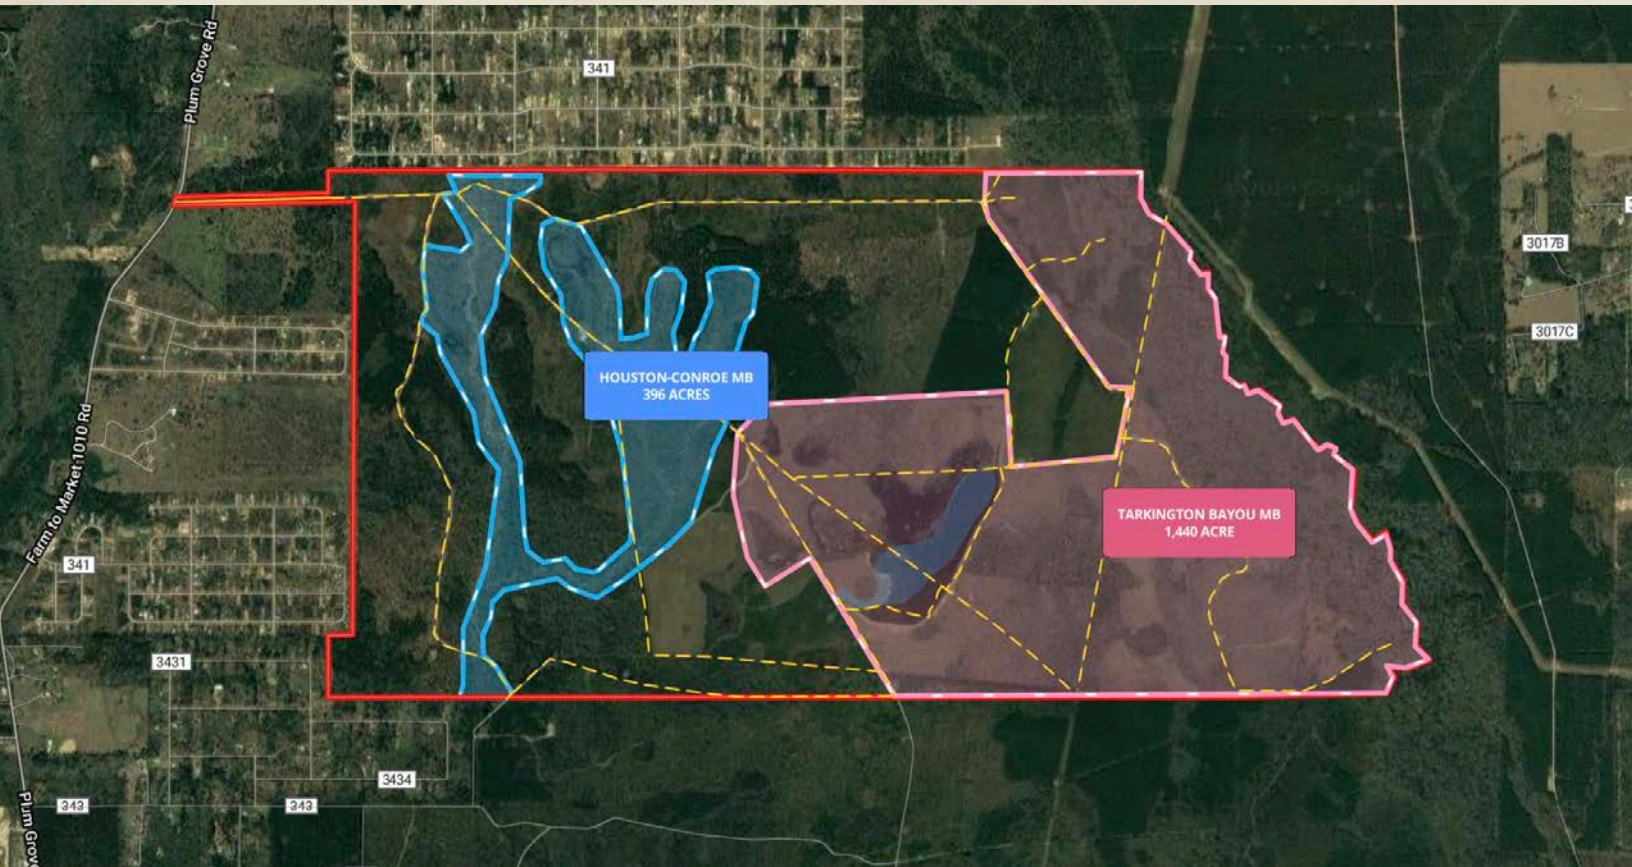 Plum Grove Rd
341
3017B
3017C
HOUSTON-CONROE MB
396 ACRES
Farm to Market 1010 Rd
TARKINGTON BAYOU MB
1,440 ACRE
341
3431
3434
343
343
Plum Grov